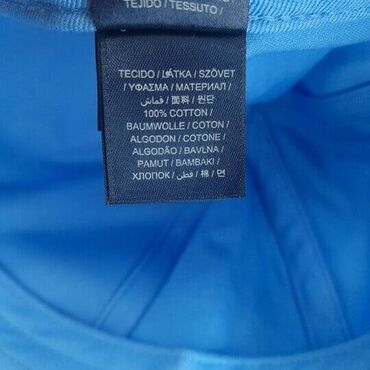 TEJIDO / TESSUTO /
TECIDO / LÁTKA / SZÖVET
/ ΥΦΑΣΜΑ / МАТЕРИАЛ /
قماش / 面料 / 원단
100% COTTON /
BAUMWOLLE / COTON /
ALGODON / COTONE /
ALGODÃO / BAVLNA /
PAMUT / BAMBAKI /
ХЛОПОК / قطن / 棉 / 면